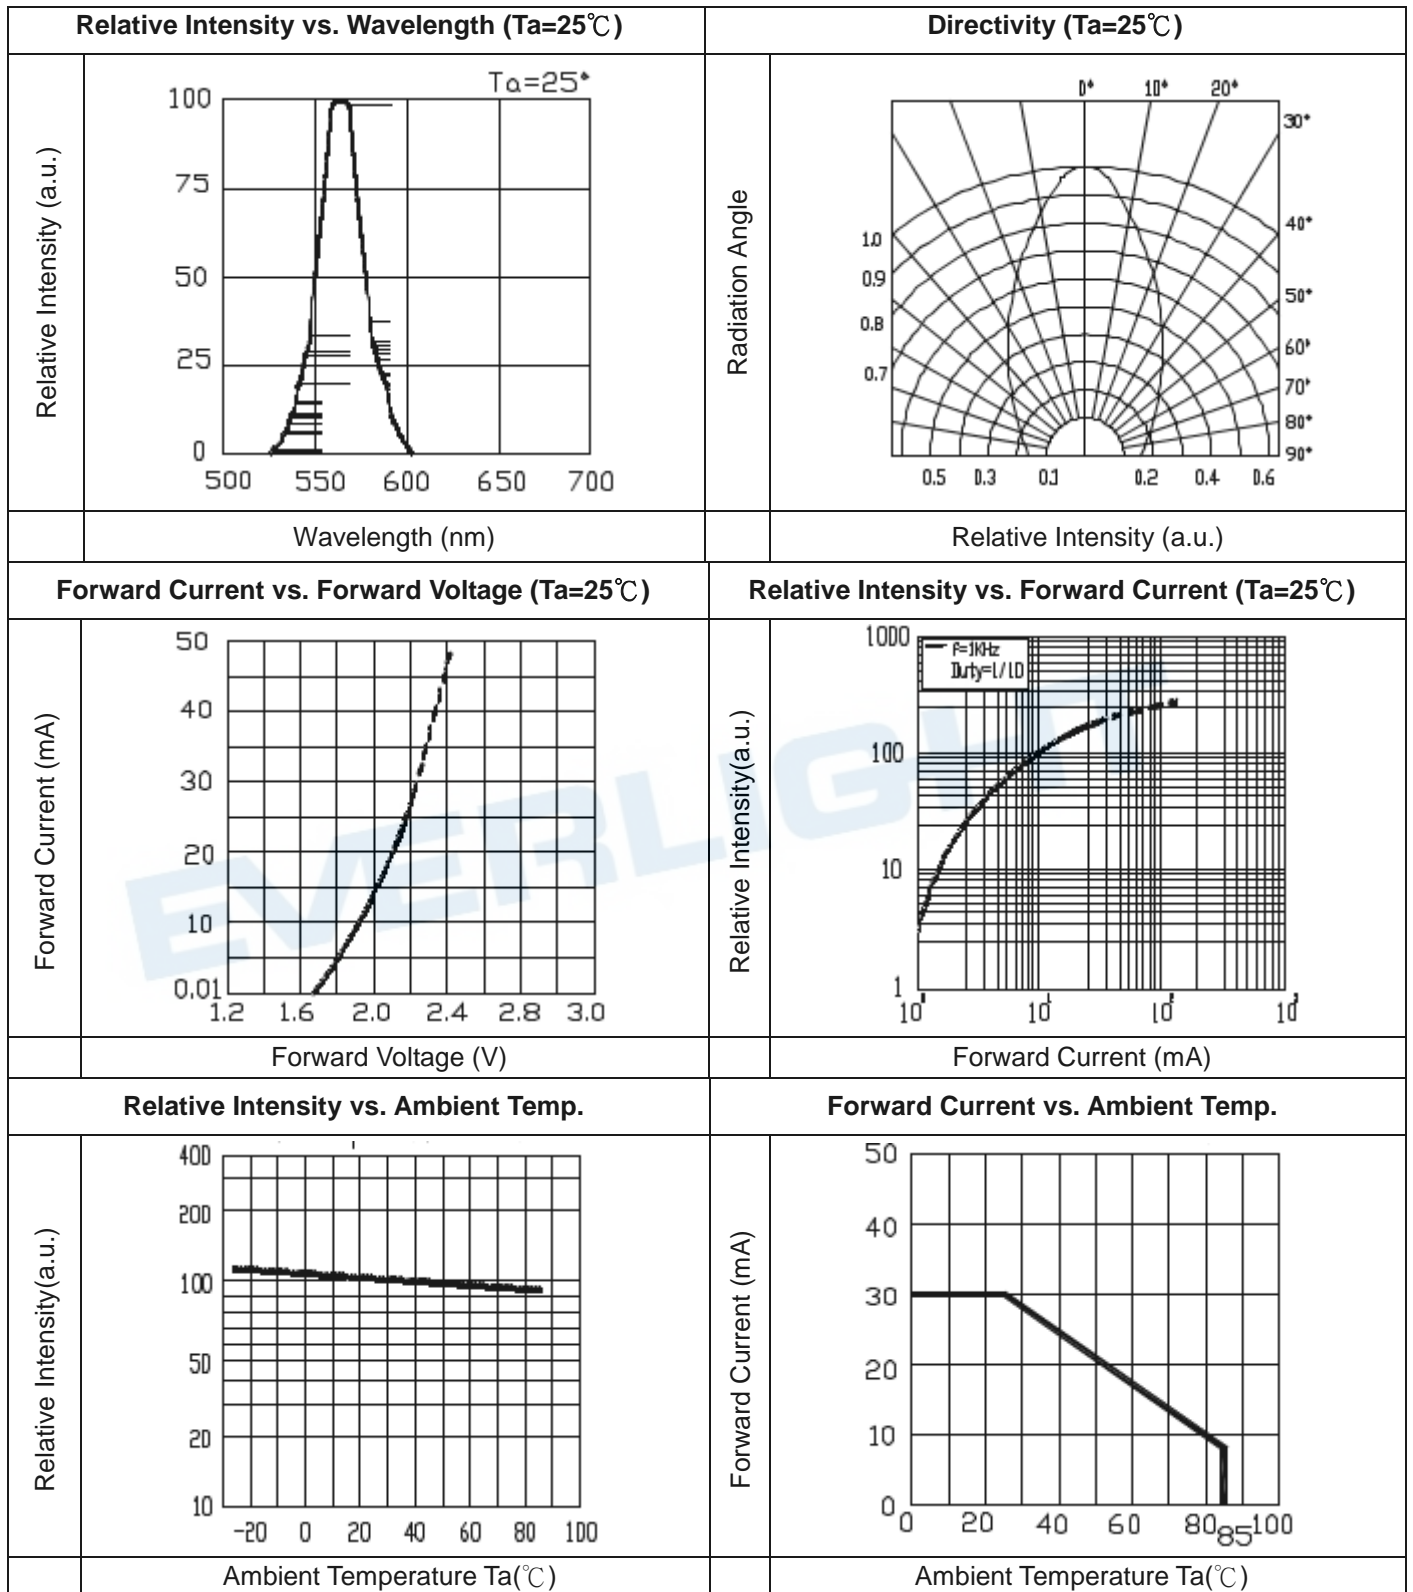 Relative Intensity vs. Wavelength (Ta=25℃)
Directivity (Ta=25℃)
Relative Intensity (a.u.)
Ta=25°
100
75
50
25
0
500 550 600 650 700
Wavelength (nm)
Radiation Angle
0° 10° 20°
30°
40°
50°
60°
70°
80°
90°
1.0
0.9
0.8
0.7
0.5 0.3 0.1 0.2 0.4 0.6
Relative Intensity (a.u.)
Forward Current vs. Forward Voltage (Ta=25℃)
Relative Intensity vs. Forward Current (Ta=25℃)
Forward Current (mA)
50
40
30
20
10
0.01
1.2 1.6 2.0 2.4 2.8 3.0
Forward Voltage (V)
Relative Intensity(a.u.)
1000
100
10
1
f=1KHz
Duty=1/10
10 10 10 10
Forward Current (mA)
EVERLIGHT
Relative Intensity vs. Ambient Temp.
Forward Current vs. Ambient Temp.
Relative Intensity(a.u.)
400
200
100
50
20
10
-20 0 20 40 60 80 100
Ambient Temperature Ta(℃)
Forward Current (mA)
50
40
30
20
10
0
0 20 40 60 80 85 100
Ambient Temperature Ta(℃)